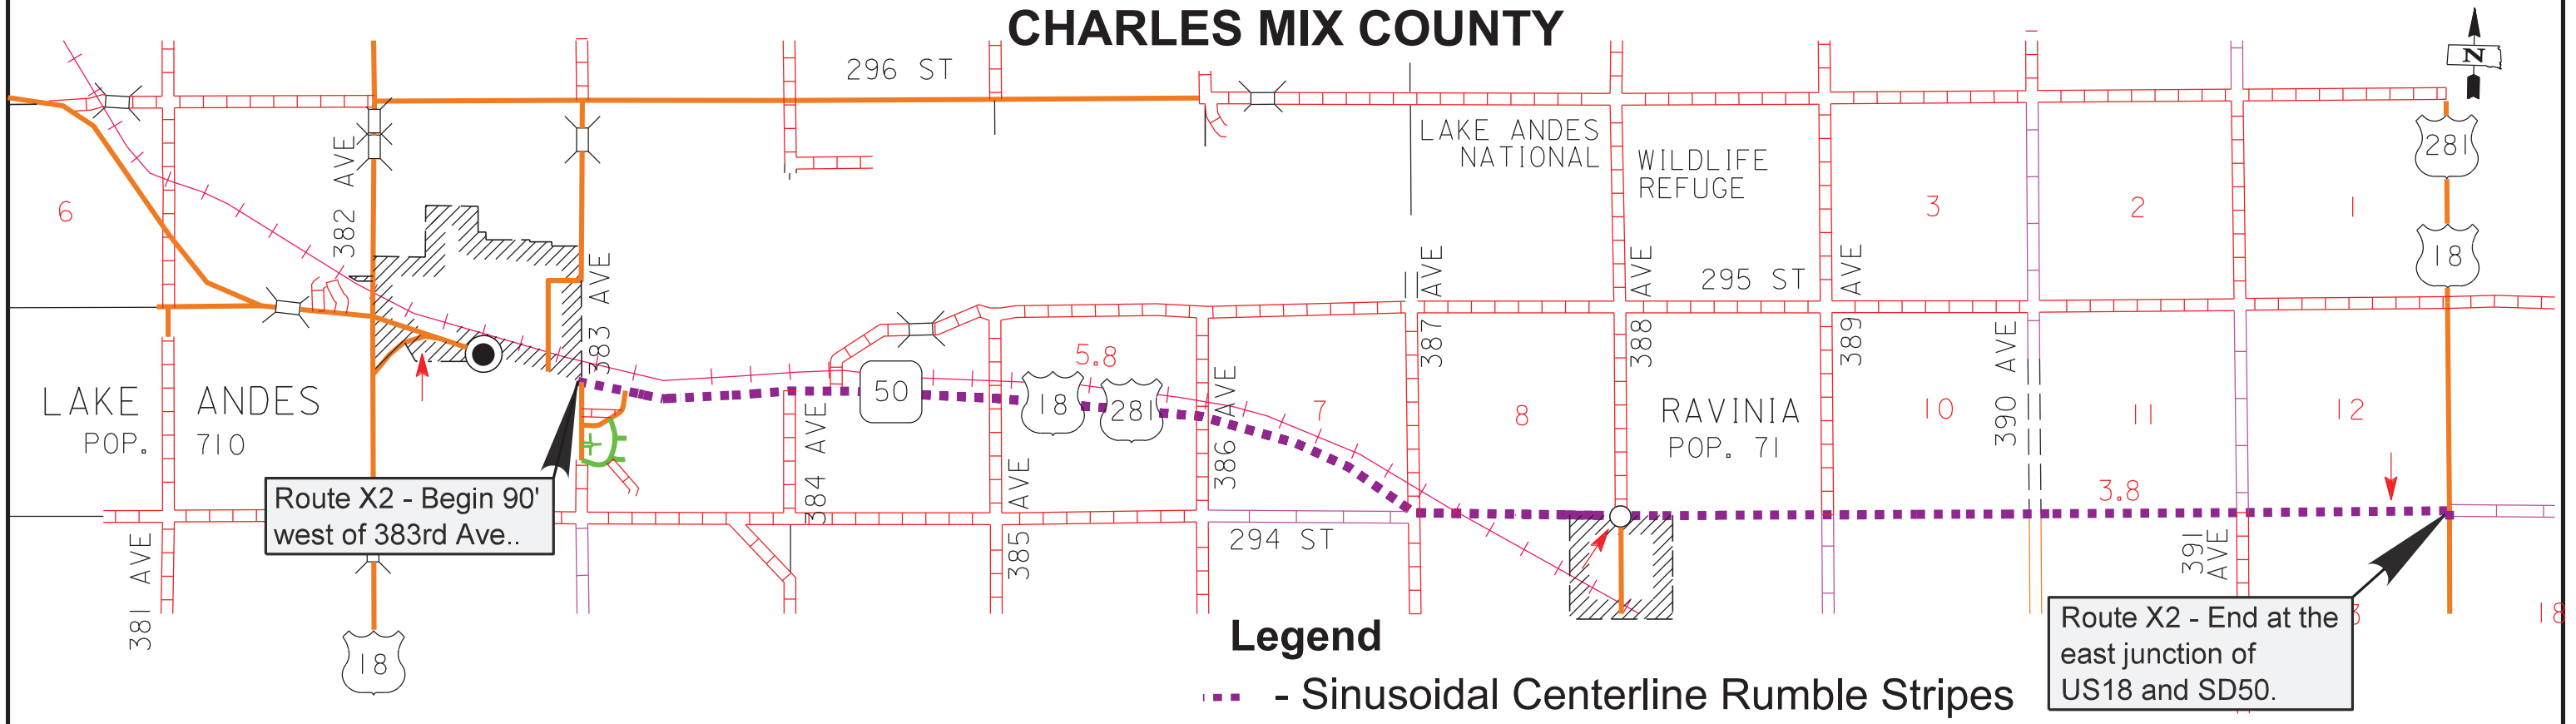 CHARLES MIX COUNTY
N
296 ST
LAKE ANDES
NATIONAL
WILDLIFE
REFUGE
281
18
6
3
2
1
382 AVE
383 AVE
295 ST
387 AVE
388 AVE
389 AVE
390 AVE
5.8
50
18
281
7
8
10
11
12
LAKE ANDES
POP. 710
RAVINIA
POP. 71
384 AVE
385 AVE
386 AVE
3.8
Route X2 - Begin 90'
west of 383rd Ave..
294 ST
381 AVE
391
AVE
18
Route X2 - End at the
east junction of
US18 and SD50.
18
Legend
- Sinusoidal Centerline Rumble Stripes